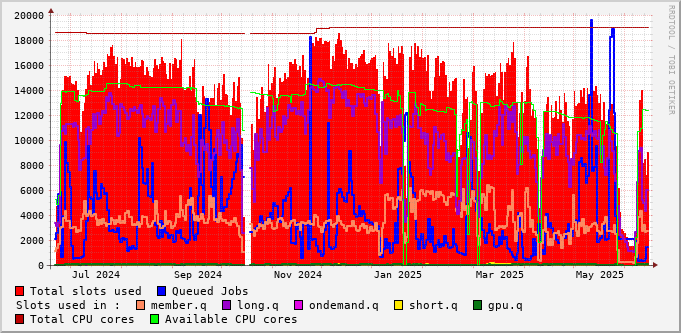 20000
18000
16000
14000
12000
10000
8000
6000
4000
2000
0
Jul 2024 Sep 2024 Nov 2024 Jan 2025 Mar 2025 May 2025
RRDTOOL / TOBI OETIKER
Total slots used Queued Jobs
Slots used in : member.q long.q ondemand.q short.q gpu.q
Total CPU cores Available CPU cores